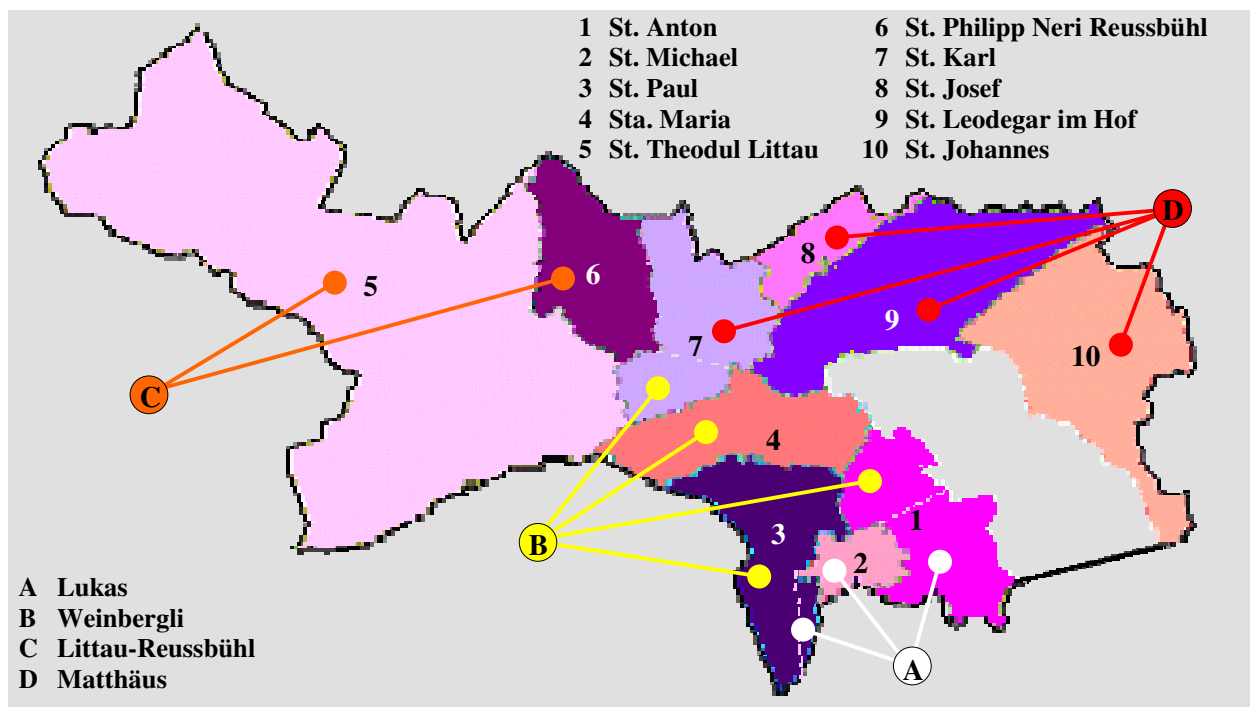 1 St. Anton
2 St. Michael
3 St. Paul
4 Sta. Maria
5 St. Theodul Littau
6 St. Philipp Neri Reussbühl
7 St. Karl
8 St. Josef
9 St. Leodegar im Hof
10 St. Johannes
D
8
6
5
9
7
10
C
4
1
3
B
2
A
A Lukas
B Weinbergli
C Littau-Reussbühl
D Matthäus